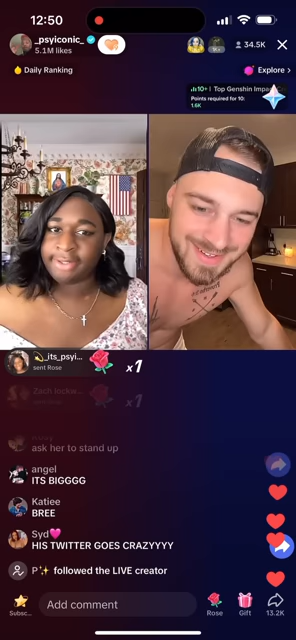 12:50
_psyiconic_
5.1M likes
34.5K
Daily Ranking
Explore >
10+ | Top Genshin Impact
Points required for 10:
1.6K
_its_psyi...
sent Rose
x1
x1
ask her to stand up
angel
ITS BIGGGG
Katiee
BREE
Syd🩷
HIS TWITTER GOES CRAZYYYY
P✨ followed the LIVE creator
Subsc...
Add comment
Rose
Gift
13.2K